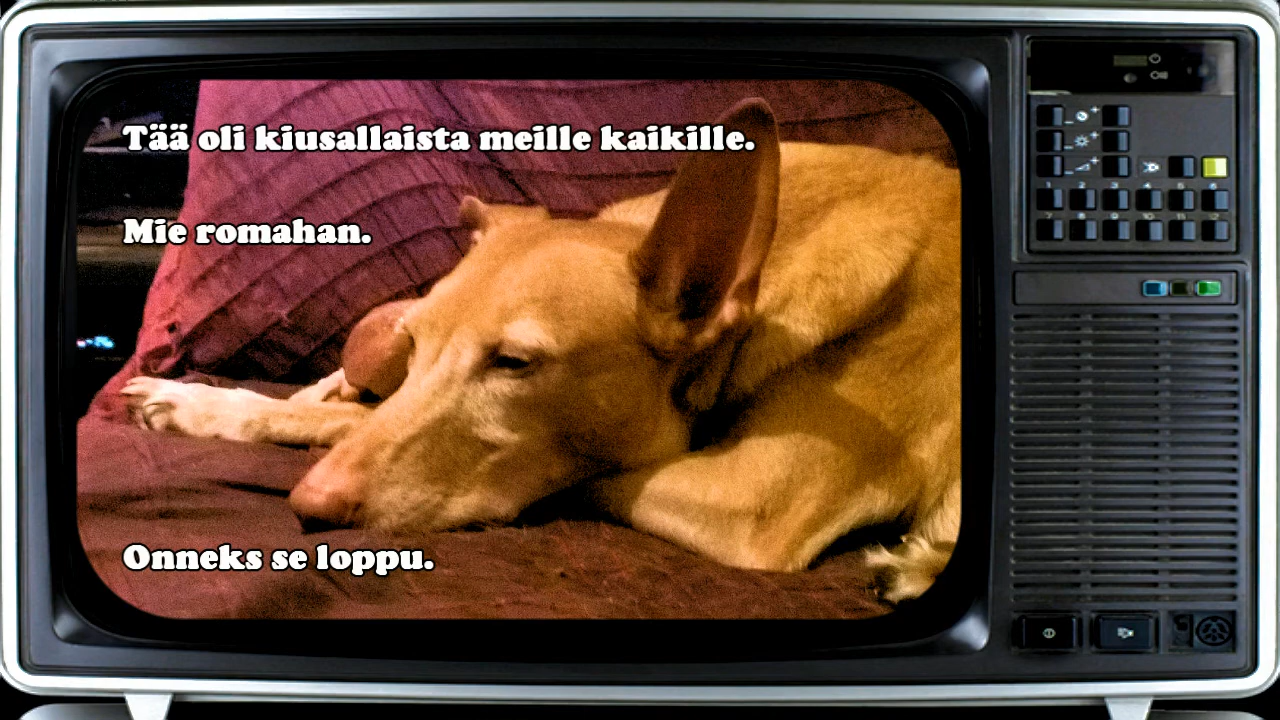 Tää oli kiusallaista meille kaikille.
Mie romahan.
Onneks se loppu.